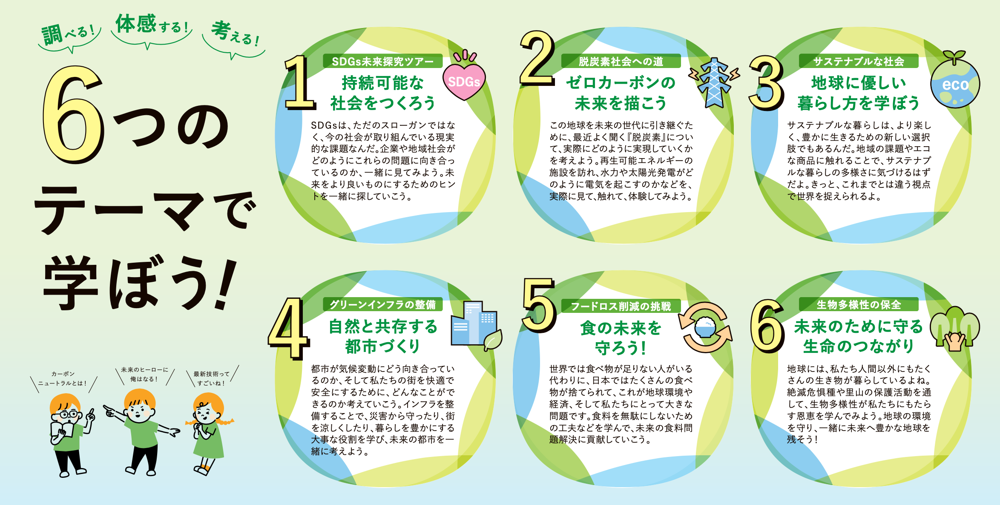 調べる！
体感する！
考える！
6つの
テーマで
学ぼう！
カーボン
ニュートラルとは！
未来のヒーローに
俺はなる！
最新技術って
すごいね！
1
SDGs未来探究ツアー
持続可能な
社会をつくろう
SDGs
SDGsは、ただのスローガンではな
く、今の社会が取り組んでいる現実
的な課題なんだ。企業や地域社会が
どのようにこれらの問題に向き合っ
ているのか、一緒に見てみよう。未
来をより良いものにするためのヒン
トを一緒に探していこう。
2
脱炭素社会への道
ゼロカーボンの
未来を描こう
この地球を未来の世代に引き継ぐた
めに、最近よく聞く『脱炭素』につい
て、実際にどのように実現していくか
を考えよう。再生可能エネルギーの
施設を訪れ、水力や太陽光発電がど
のように電気を起こすのかなどを、
実際に見て、触れて、体験してみよう。
3
サステナブルな社会
地球に優しい
暮らし方を学ぼう
eco
サステナブルな暮らしは、より楽し
く、豊かに生きるための新しい選択
肢でもあるんだ。地域の課題やエコ
な商品に触れることで、サステナブ
ルな暮らしの多様さに気づけるはず
だよ。きっと、これまでとは違う視点
で世界を捉えられるよ。
4
グリーンインフラの整備
自然と共存する
都市づくり
都市が気候変動にどう向き合ってい
るのか、そして私たちの街を快適で
安全にするために、どんなことがで
きるのか考えていこう。インフラを整
備することで、災害から守ったり、街
を涼しくしたり、暮らしを豊かにする
大事な役割を学び、未来の都市を一
緒に考えよう。
5
フードロス削減の挑戦
食の未来を
守ろう！
世界では食べ物が足りない人がいる
代わりに、日本ではたくさんの食べ
物が捨てられて、これが地球環境や
経済、そして私たちにとって大きな
問題です。食料を無駄にしないため
の工夫などを学んで、未来の食料問
題解決に貢献していこう。
6
生物多様性の保全
未来のために守る
生命のつながり
地球には、私たち人間以外にもたく
さんの生き物が暮らしているよね。
絶滅危惧種や里山の保護活動を通
して、生物多様性が私たちにもたら
す恩恵を学んでみよう。地球の環境
を守り、一緒に未来へ豊かな地球を
残そう！